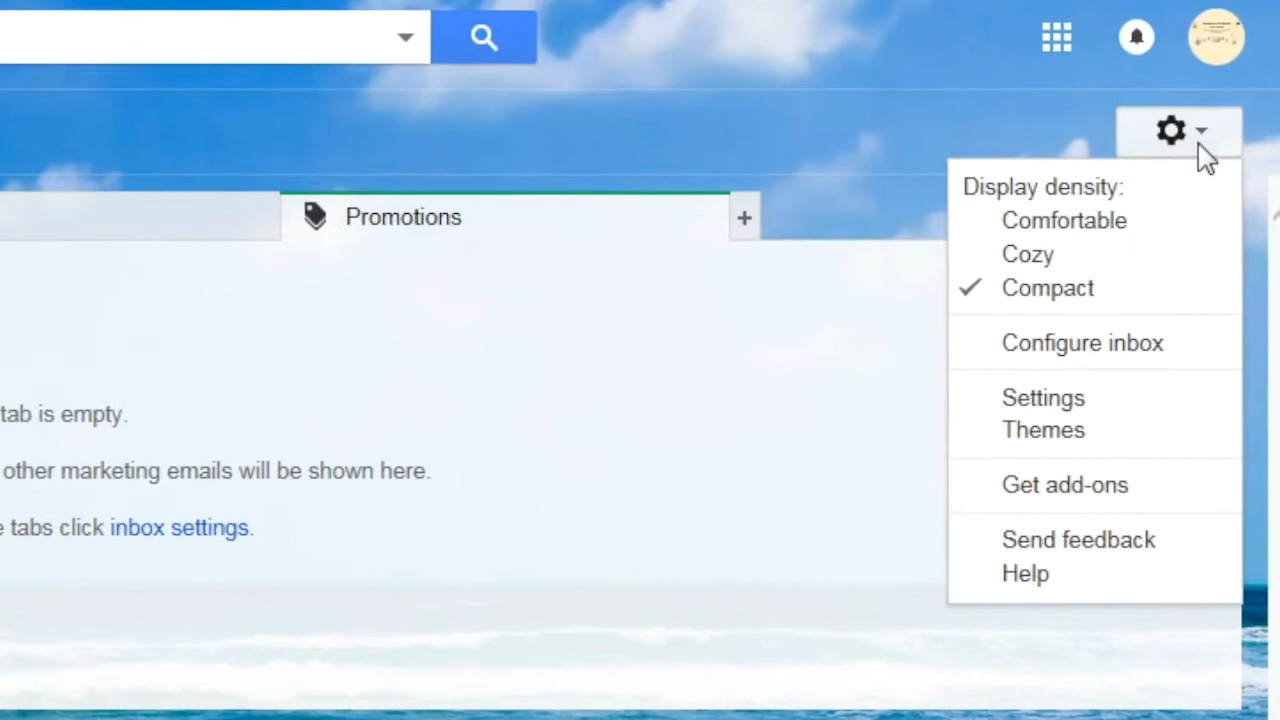 Promotions
+
Display density:
Comfortable
Cozy
Compact
Configure inbox
Settings
Themes
Get add-ons
Send feedback
Help
tab is empty.
other marketing emails will be shown here.
tabs click inbox settings.